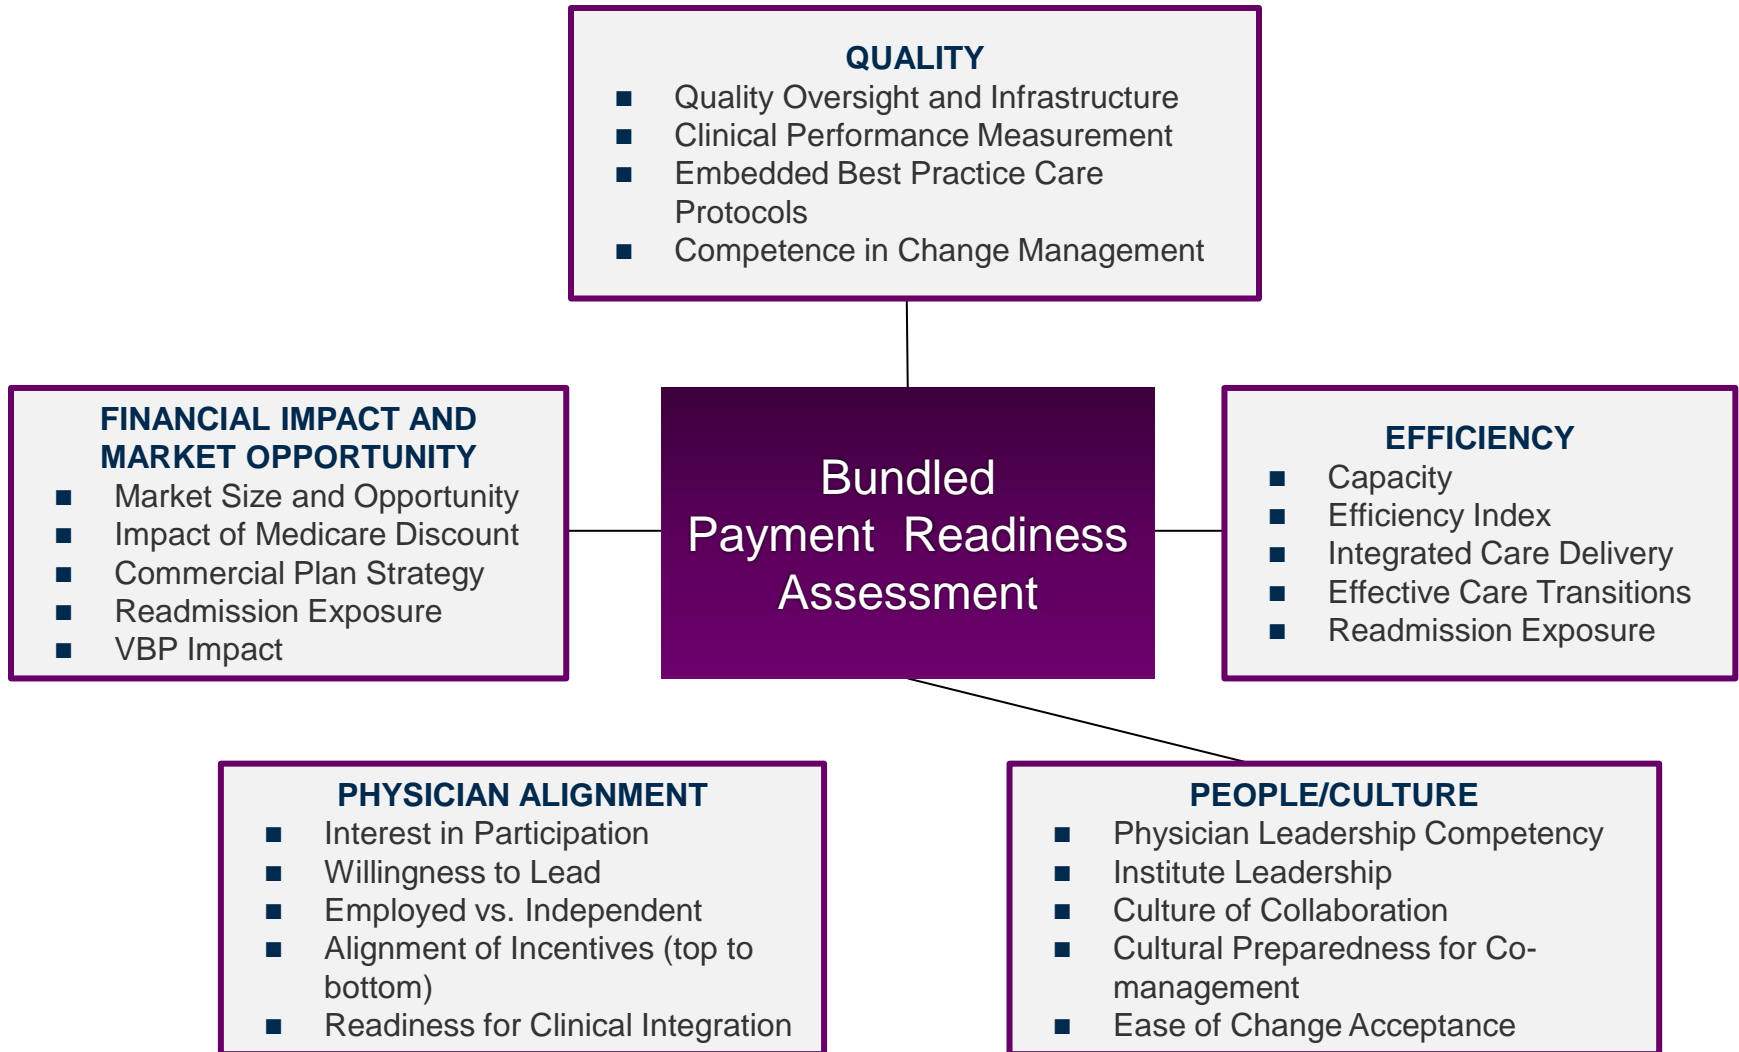 QUALITY
■ Quality Oversight and Infrastructure
■ Clinical Performance Measurement
■ Embedded Best Practice Care
Protocols
■ Competence in Change Management
FINANCIAL IMPACT AND
MARKET OPPORTUNITY
■ Market Size and Opportunity
■ Impact of Medicare Discount
■ Commercial Plan Strategy
■ Readmission Exposure
■ VBP Impact
Bundled
Payment Readiness
Assessment
EFFICIENCY
■ Capacity
■ Efficiency Index
■ Integrated Care Delivery
■ Effective Care Transitions
■ Readmission Exposure
PHYSICIAN ALIGNMENT
■ Interest in Participation
■ Willingness to Lead
■ Employed vs. Independent
■ Alignment of Incentives (top to
bottom)
■ Readiness for Clinical Integration
PEOPLE/CULTURE
■ Physician Leadership Competency
■ Institute Leadership
■ Culture of Collaboration
■ Cultural Preparedness for Co-
management
■ Ease of Change Acceptance